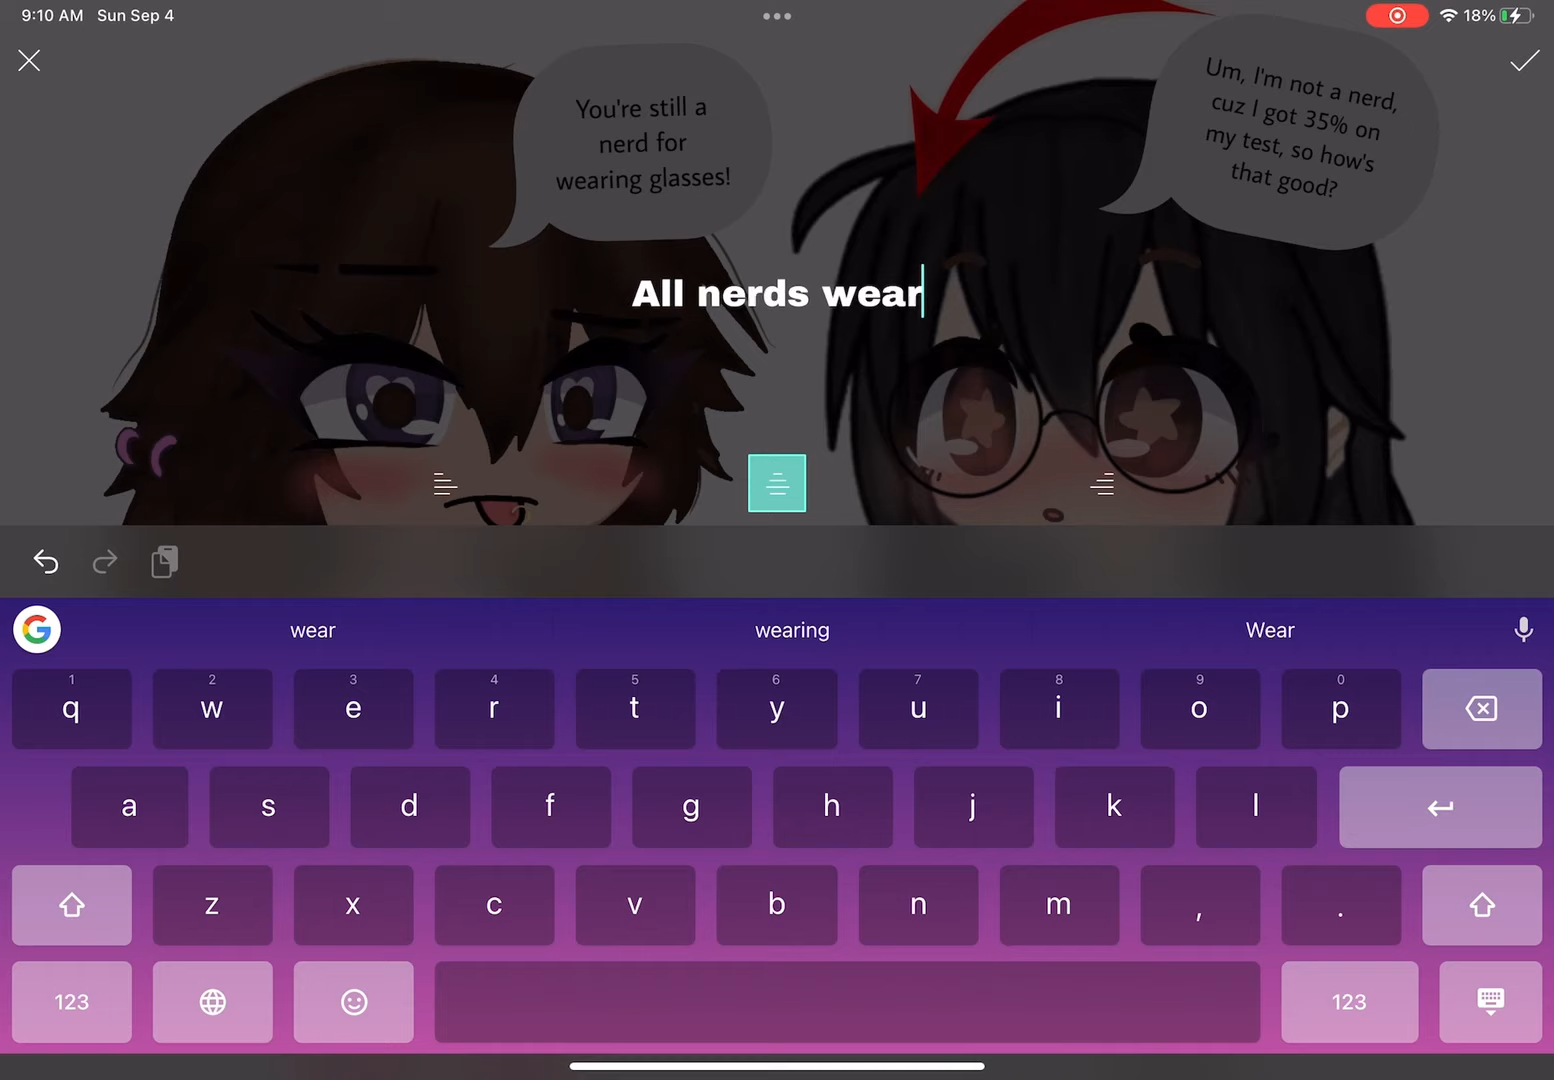 9:10 AM Sun Sep 4
18%
You're still a
nerd for
wearing glasses!
Um, I'm not a nerd,
cuz I got 35% on
my test, so how's
that good?
All nerds wear
wear wearing Wear
1 2 3 4 5 6 7 8 9 0
q w e r t y u i o p
a s d f g h j k l
z x c v b n m , .
123 123